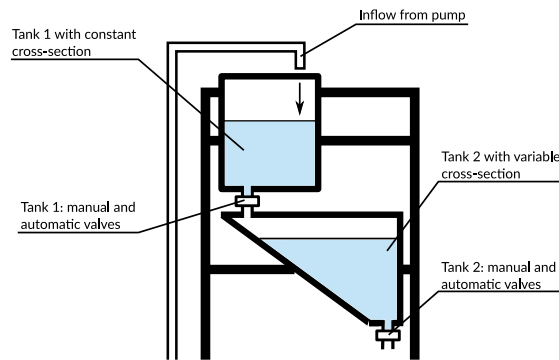 Inflow from pump
Tank 1 with constant
cross-section
Tank 2 with variable
cross-section
Tank 1: manual and
automatic valves
Tank 2: manual and
automatic valves